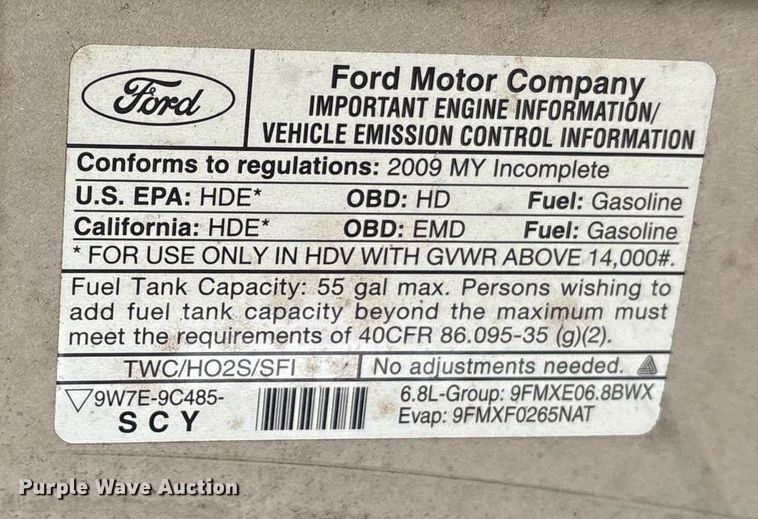 Ford
Ford Motor Company
IMPORTANT ENGINE INFORMATION/
VEHICLE EMISSION CONTROL INFORMATION
Conforms to regulations: 2009 MY Incomplete
U.S. EPA: HDE* OBD: HD Fuel: Gasoline
California: HDE* OBD: EMD Fuel: Gasoline
* FOR USE ONLY IN HDV WITH GVWR ABOVE 14,000#.
Fuel Tank Capacity: 55 gal max. Persons wishing to
add fuel tank capacity beyond the maximum must
meet the requirements of 40CFR 86.095-35 (g)(2).
TWC/HO2S/SFI No adjustments needed.
9W7E-9C485-
SCY
6.8L-Group: 9FMXE06.8BWX
Evap: 9FMXF0265NAT
Purple Wave Auction